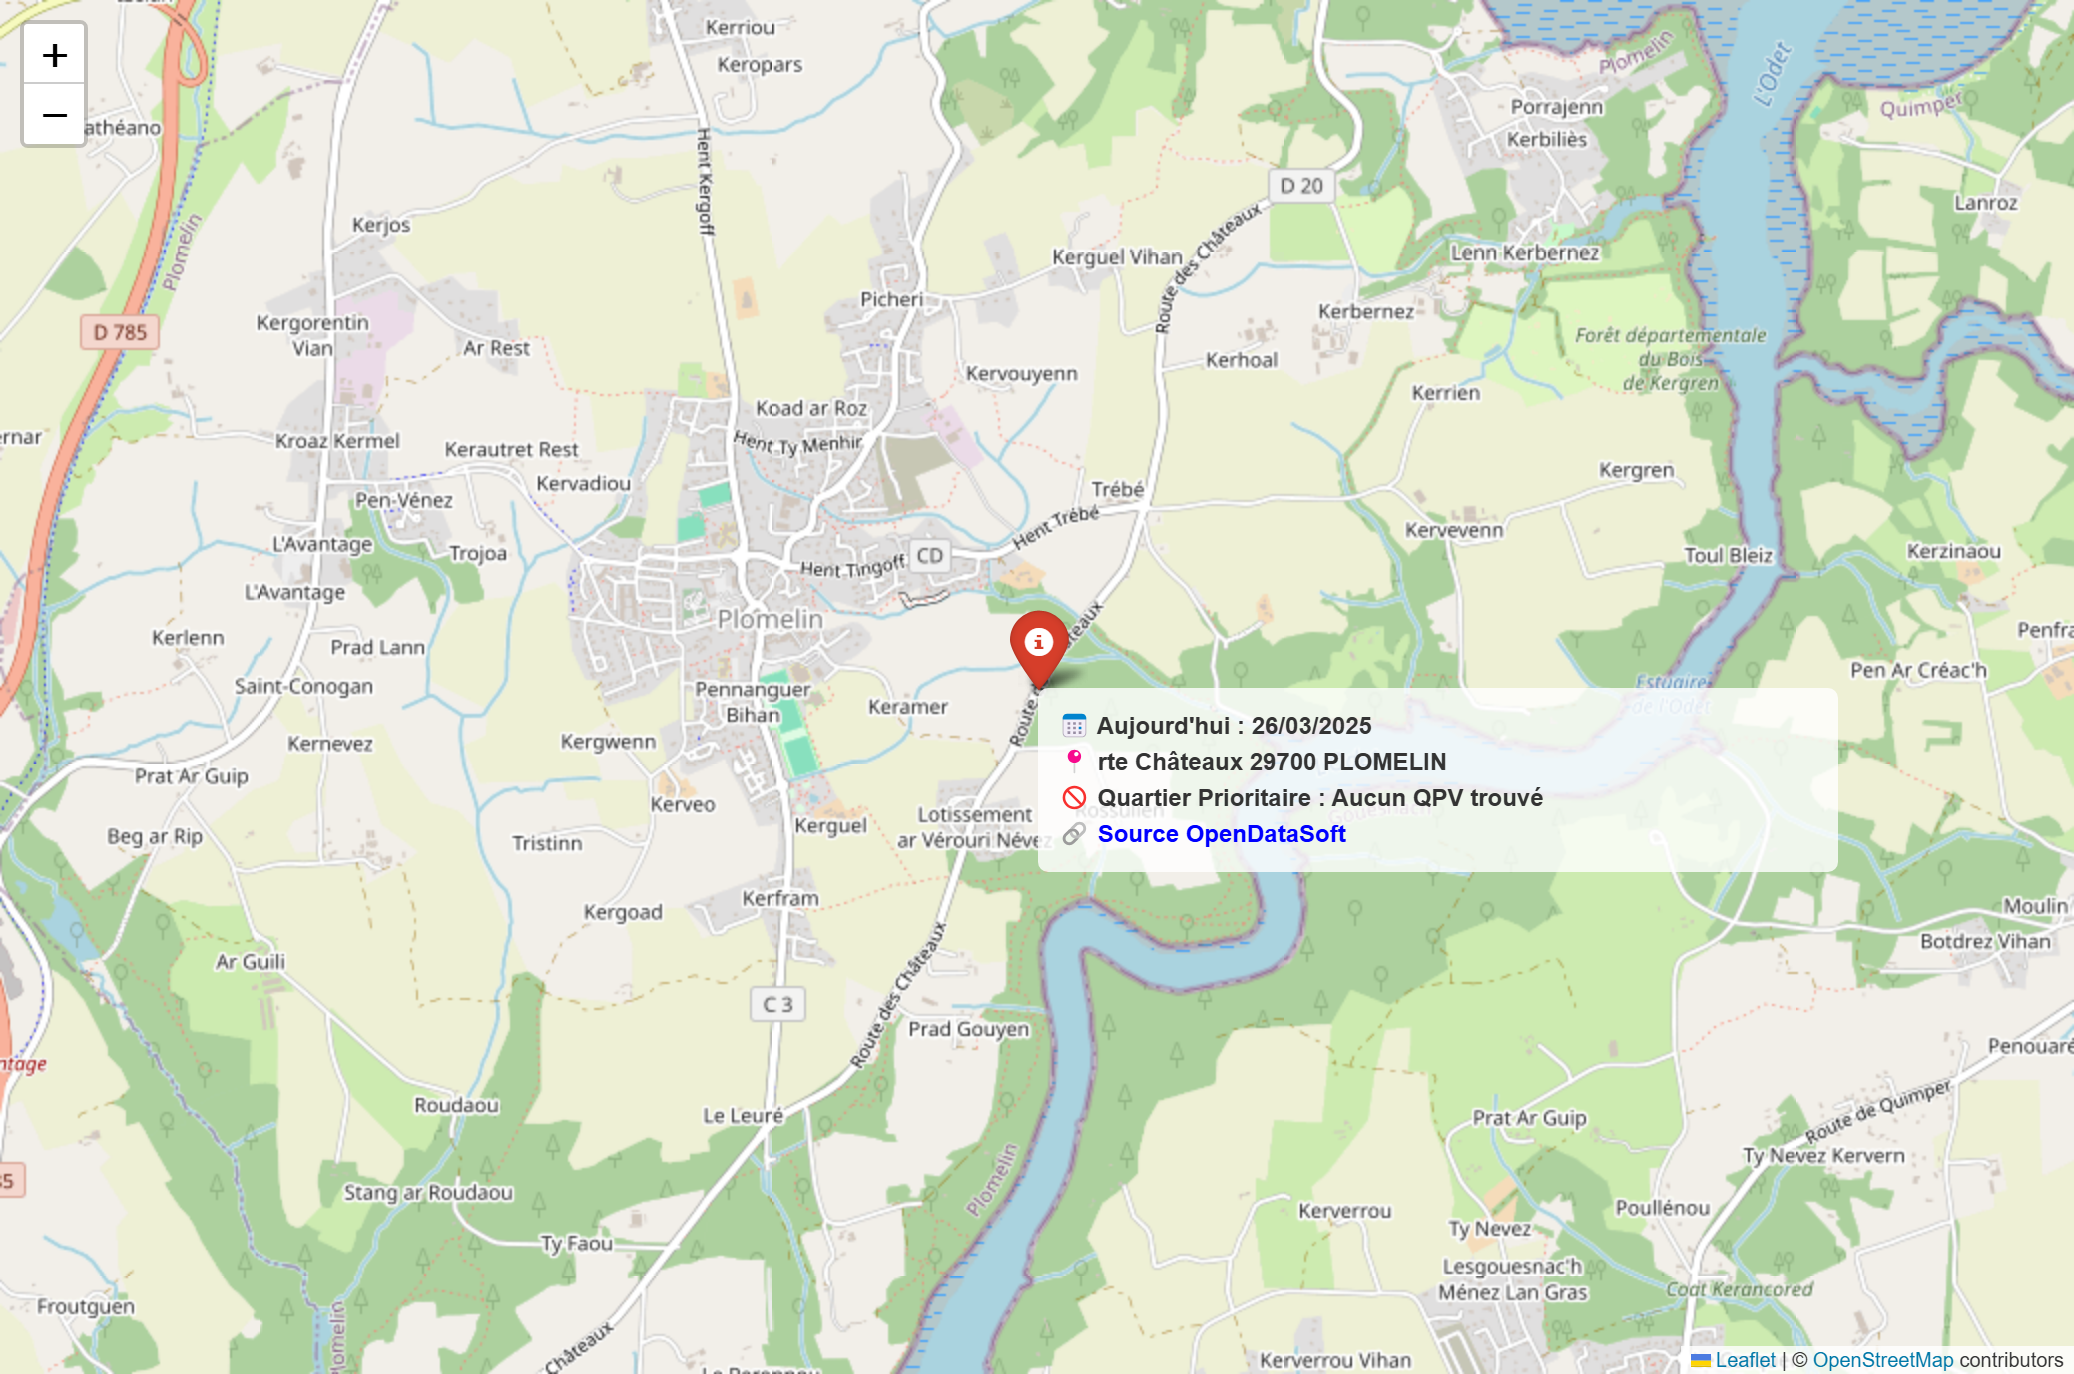 Kerriou
Keropars
+
−
athéano
Plomelin
L'Odet
Quimper
Porrajenn
Kerbiliès
Hent Kergoff
D 20
Lanroz
Kerjos
Plomelin
Route des Châteaux
Kerguel Vihan
Lenn Kerbernez
Picheri
Kerbernez
Kergorentin
Vian
D 785
Ar Rest
Forêt départementale
du Bois
de Kergren
Kerhoal
Kervouyenn
Kerrien
Koad ar Roz
Hent Ty Menhir
ernar
Kroaz Kermel
Kerautret Rest
Kervadiou
Kergren
Trébé
Pen-Vénez
Hent Trébé
Kervevenn
L'Avantage
Trojoa
Hent Tingoff
CD
Toul Bleiz
Kerzinaou
L'Avantage
Plomelin
Kerlenn
Prad Lann
Penfra
Pen Ar Créac'h
Saint-Conogan
Pennanguer
Bihan
Keramer
Estuaire
de l'Odet
Kernevez
Kergwenn
Prat Ar Guip
Kerveo
Aujourd'hui : 26/03/2025
rte Châteaux 29700 PLOMELIN
Quartier Prioritaire : Aucun QPV trouvé
Source OpenDataSoft
Lotissement
ar Vérouri Névez
Kerguel
Beg ar Rip
Tristinn
Kerfram
Kergoad
Moulin
Botdrez Vihan
Ar Guili
Route des Châteaux
C 3
Prad Gouyen
Penouaré
ntage
Roudaou
Le Leuré
Prat Ar Guip
Route de Quimper
Ty Nevez Kervern
Plomelin
35
Stang ar Roudaou
Poullénou
Kerverrou
Ty Nevez
Ty Faou
Lesgouesnac'h
Ménez Lan Gras
Coat Kerancored
Froutguen
Châteaux
Kerverrou Vihan
Leaflet | © OpenStreetMap contributors